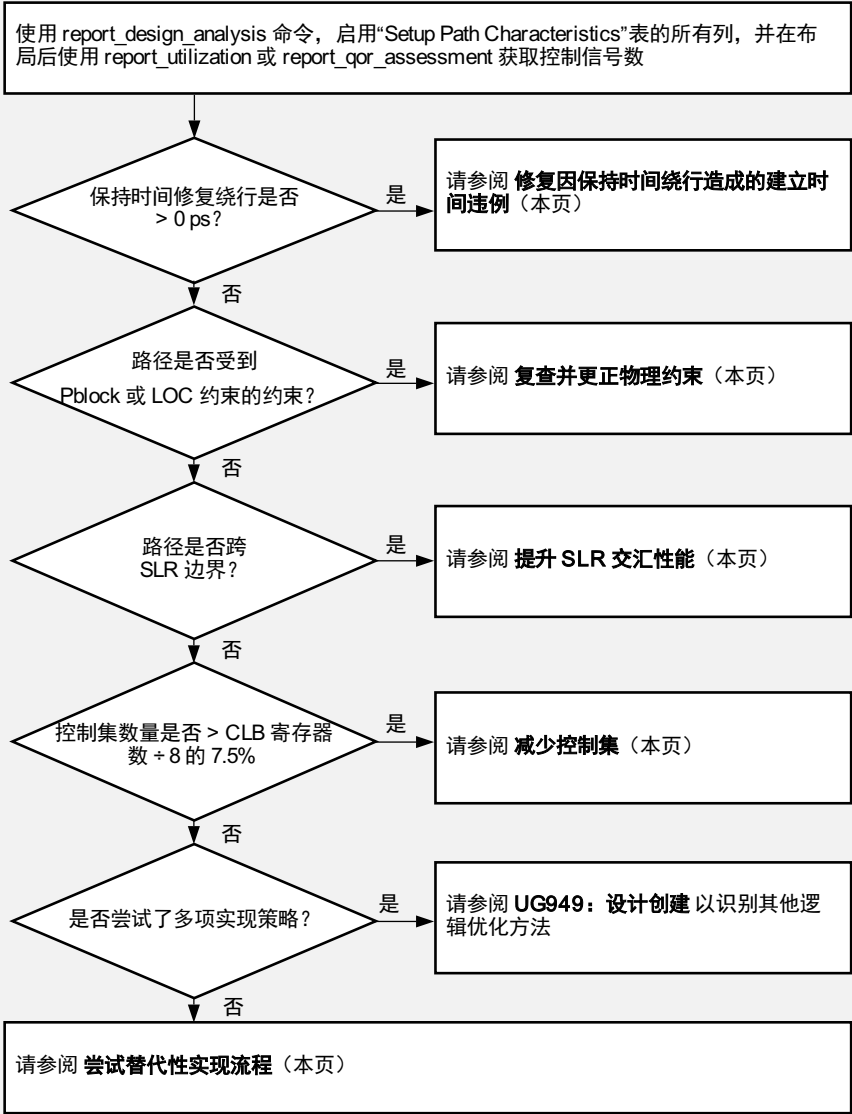 使用 report_design_analysis 命令，启用“Setup Path Characteristics”表的所有列，并在布
局后使用 report_utilization 或 report_qor_assessment 获取控制信号数
保持时间修复绕行是否
> 0 ps？
是
请参阅 修复因保持时间绕行造成的建立时
间违例（本页）
否
路径是否受到
Pblock 或 LOC 约束的约束？
是
请参阅 复查并更正物理约束（本页）
否
路径是否跨
SLR 边界？
是
请参阅 提升 SLR 交汇性能（本页）
否
控制集数量是否 > CLB 寄存器
数 ÷ 8 的 7.5%
是
请参阅 减少控制集（本页）
否
是否尝试了多项实现策略？
是
请参阅 UG949：设计创建 以识别其他逻
辑优化方法
否
请参阅 尝试替代性实现流程（本页）